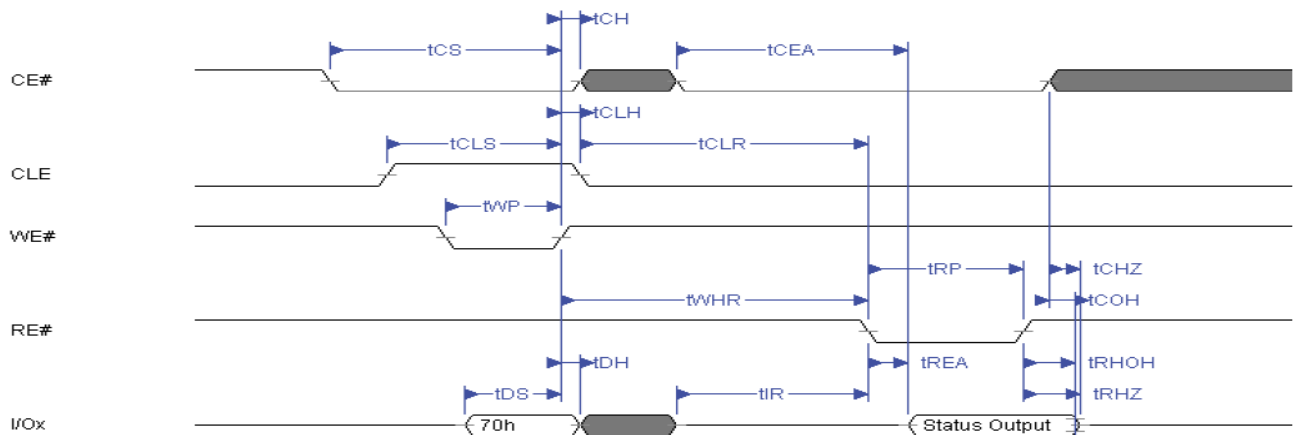 tCH
tCS
tCEA
CE#
tCLH
tCLS
tCLR
CLE
tWP
WE#
tRP
tCHZ
tWHR
tCOH
RE#
tDH
tREA
tRHOH
tDS
tIR
tRHZ
I/Ox
70h
Status Output